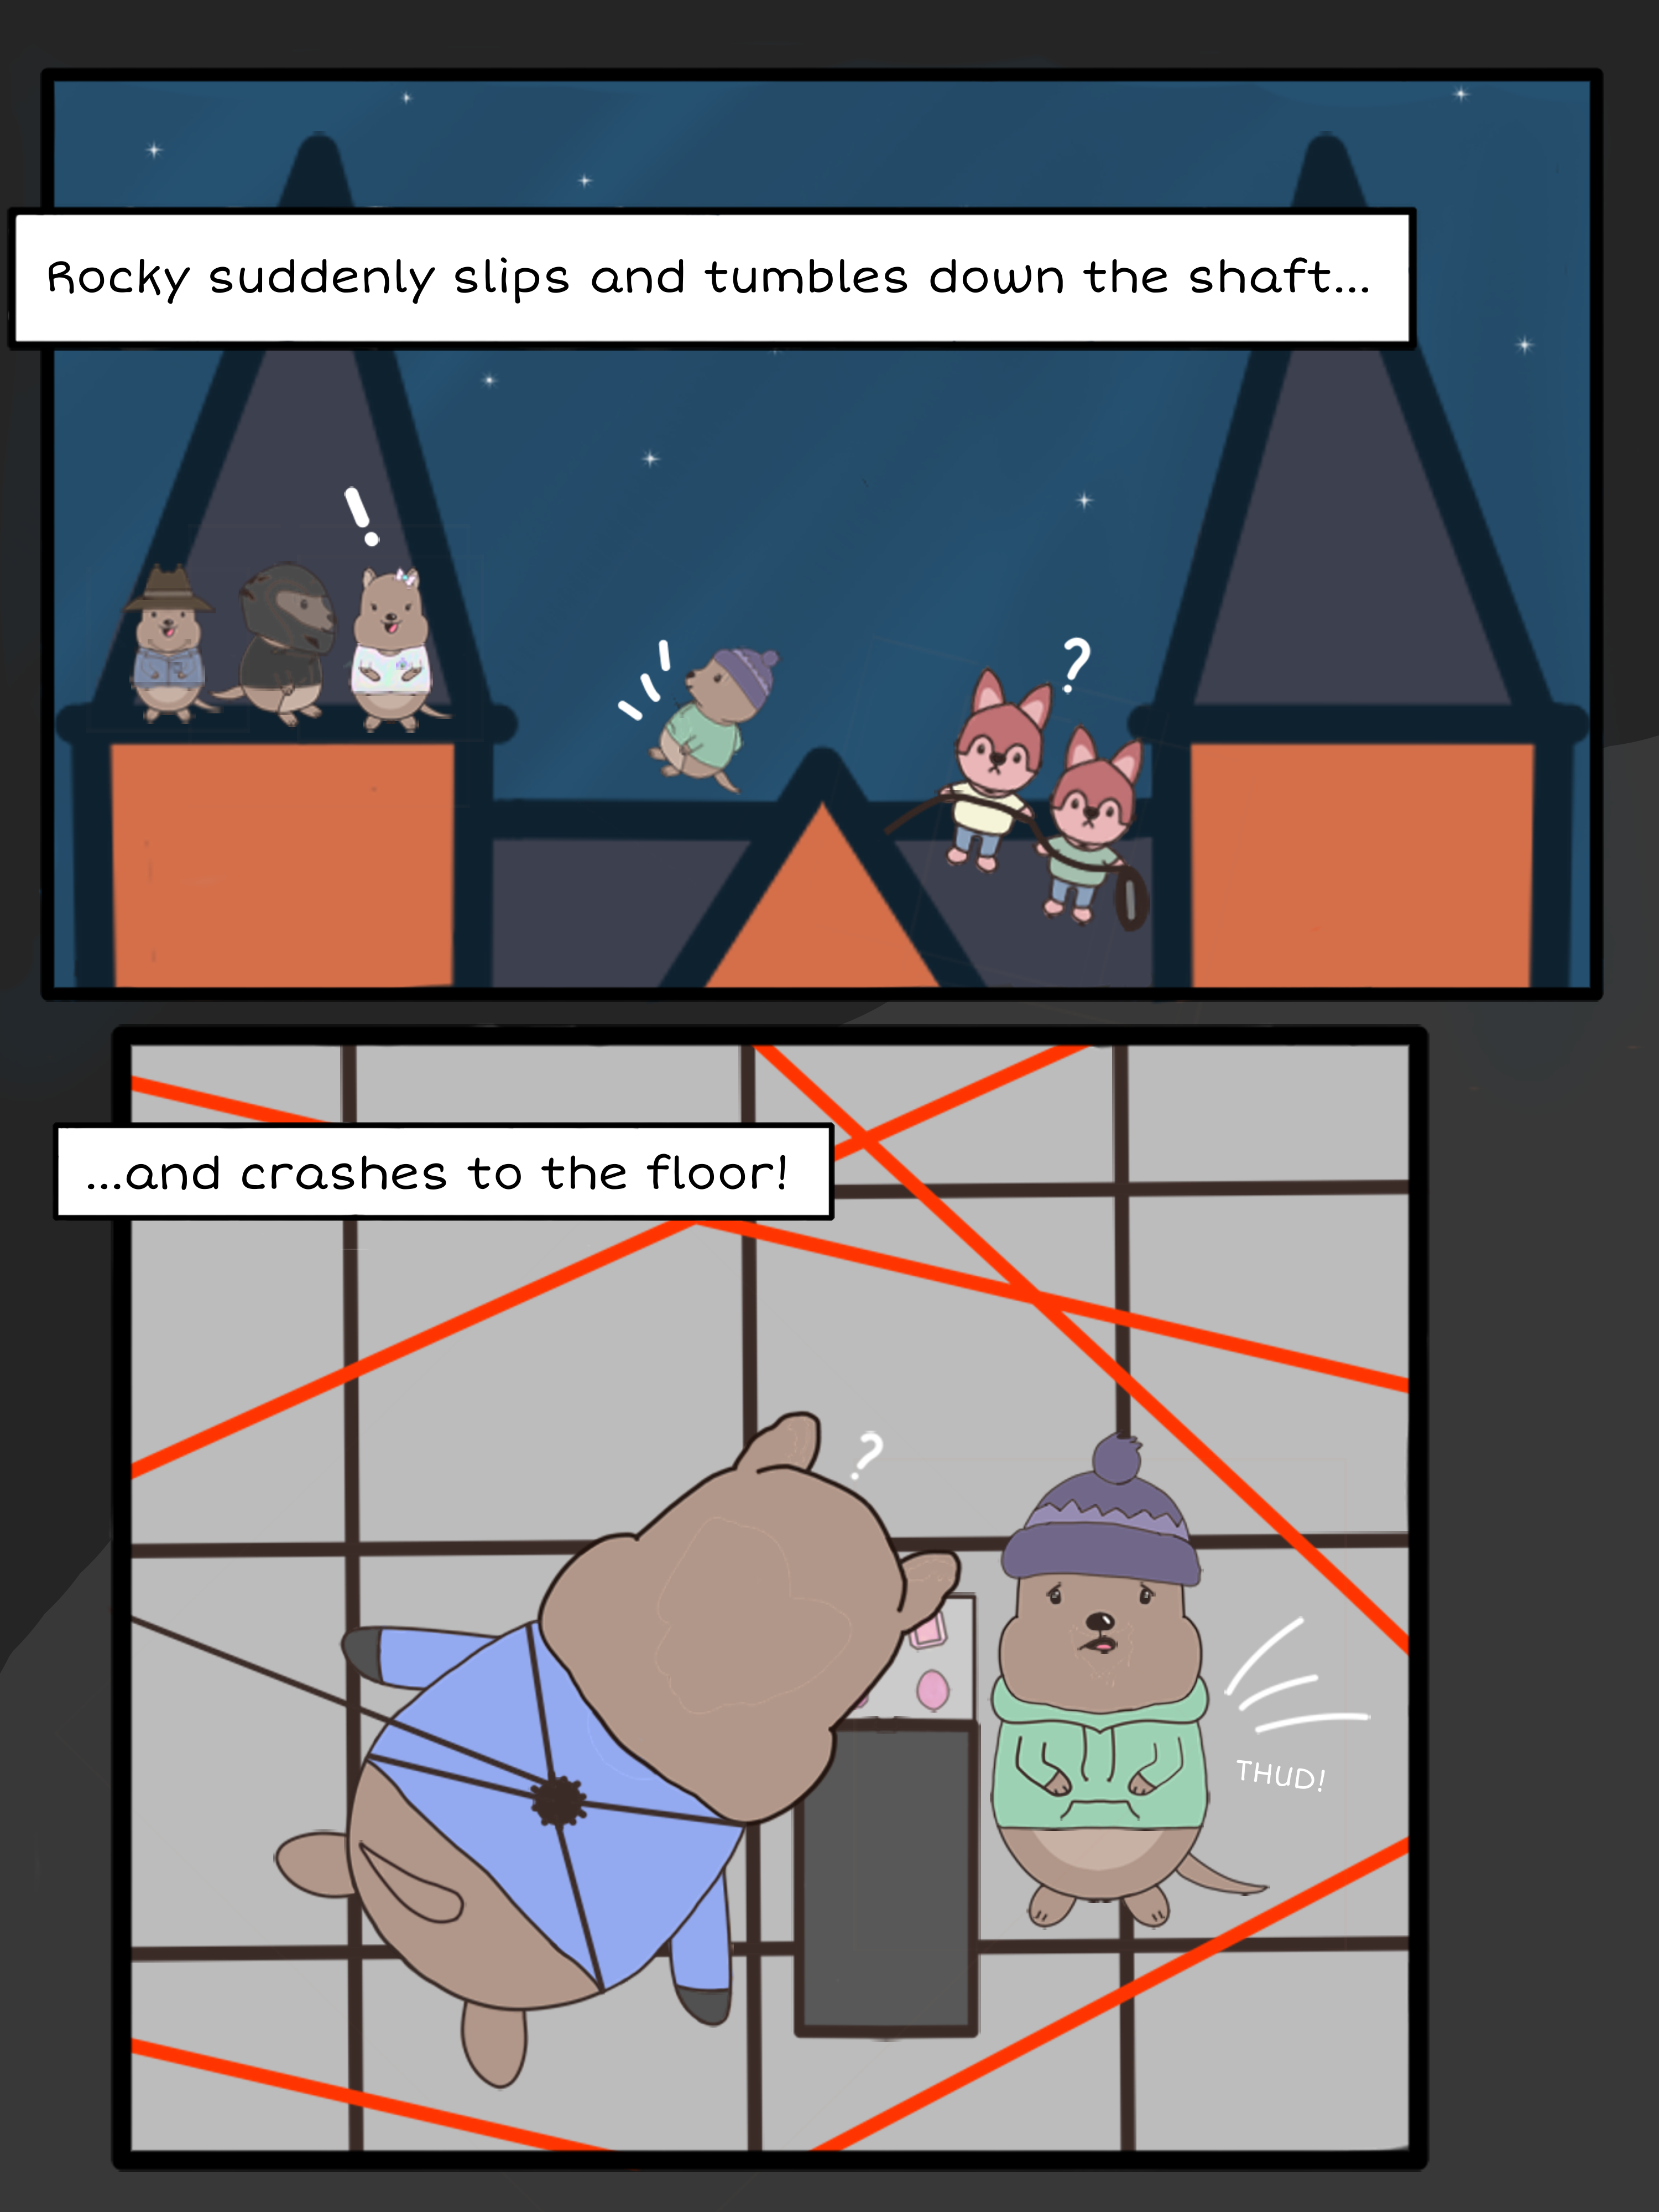 Rocky suddenly slips and tumbles down the shaft...
!
?
...and crashes to the floor!
?
THUD!